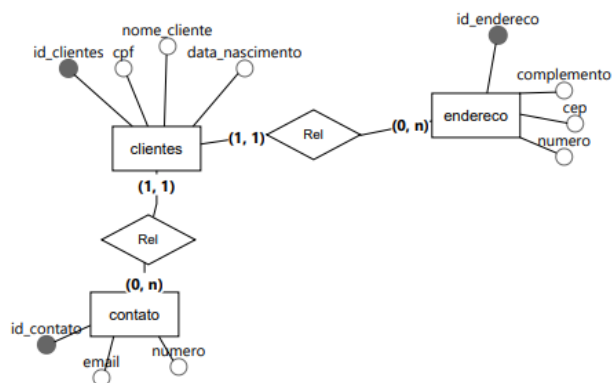 id_endereco
nome_cliente
id_clientes
cpf
data_nascimento
complemento
cep
numero
clientes
(1, 1)
Rel
(0, n)
endereco
(1, 1)
Rel
(0, n)
contato
id_contato
email
numero